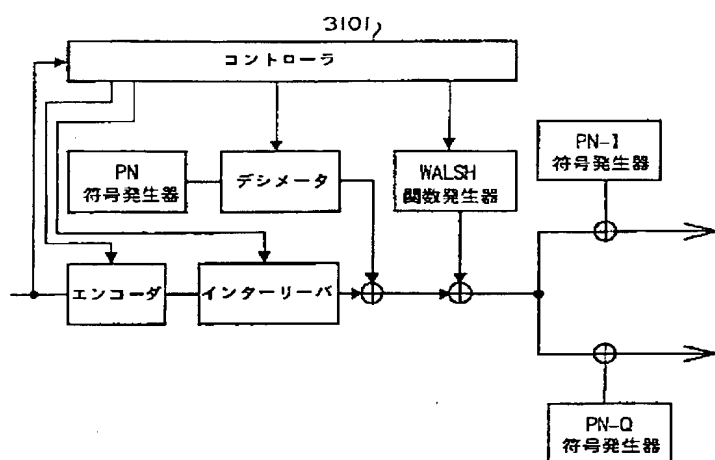 3101
コントローラ
PN
符号発生器
デシメータ
WALSH
関数発生器
PN-I
符号発生器
エンコーダ
インターリーバ
PN-Q
符号発生器